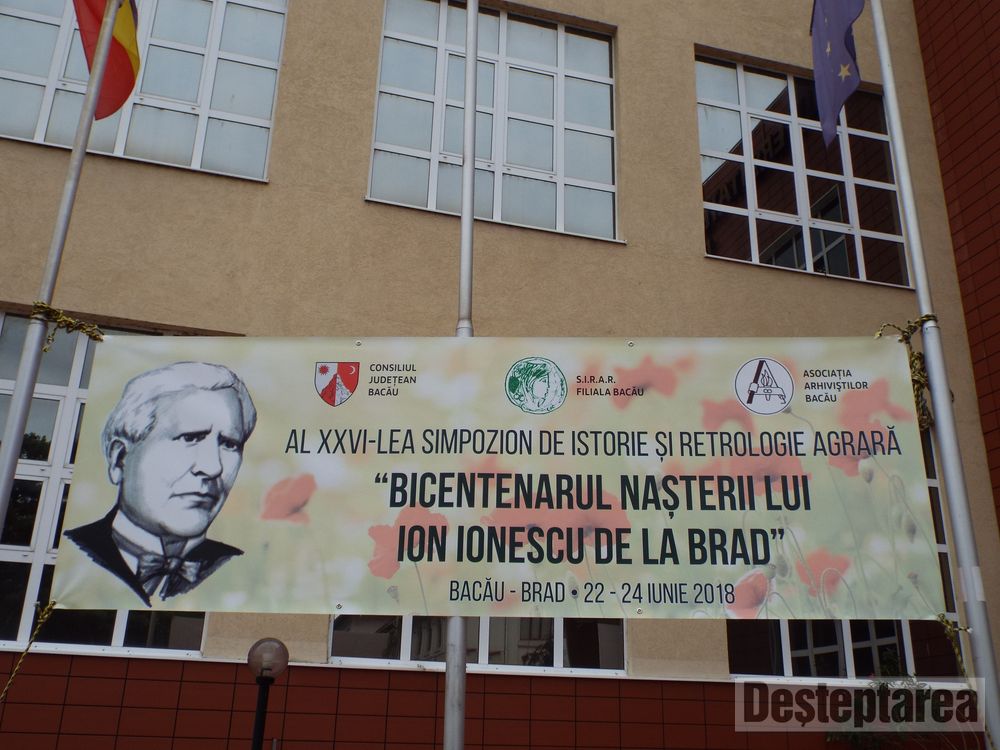 CONSILIUL
JUDEȚEAN
BACĂU
S.I.R.A.R.
FILIALA BACĂU
ASOCIAȚIA
ARHIVIȘTILOR
BACĂU
AL XXVI-LEA SIMPOZION DE ISTORIE ȘI RETROLOGIE AGRARĂ
“BICENTENARUL NAȘTERII LUI
ION IONESCU DE LA BRAD”
BACĂU - BRAD • 22 - 24 IUNIE 2018
Deșteptarea